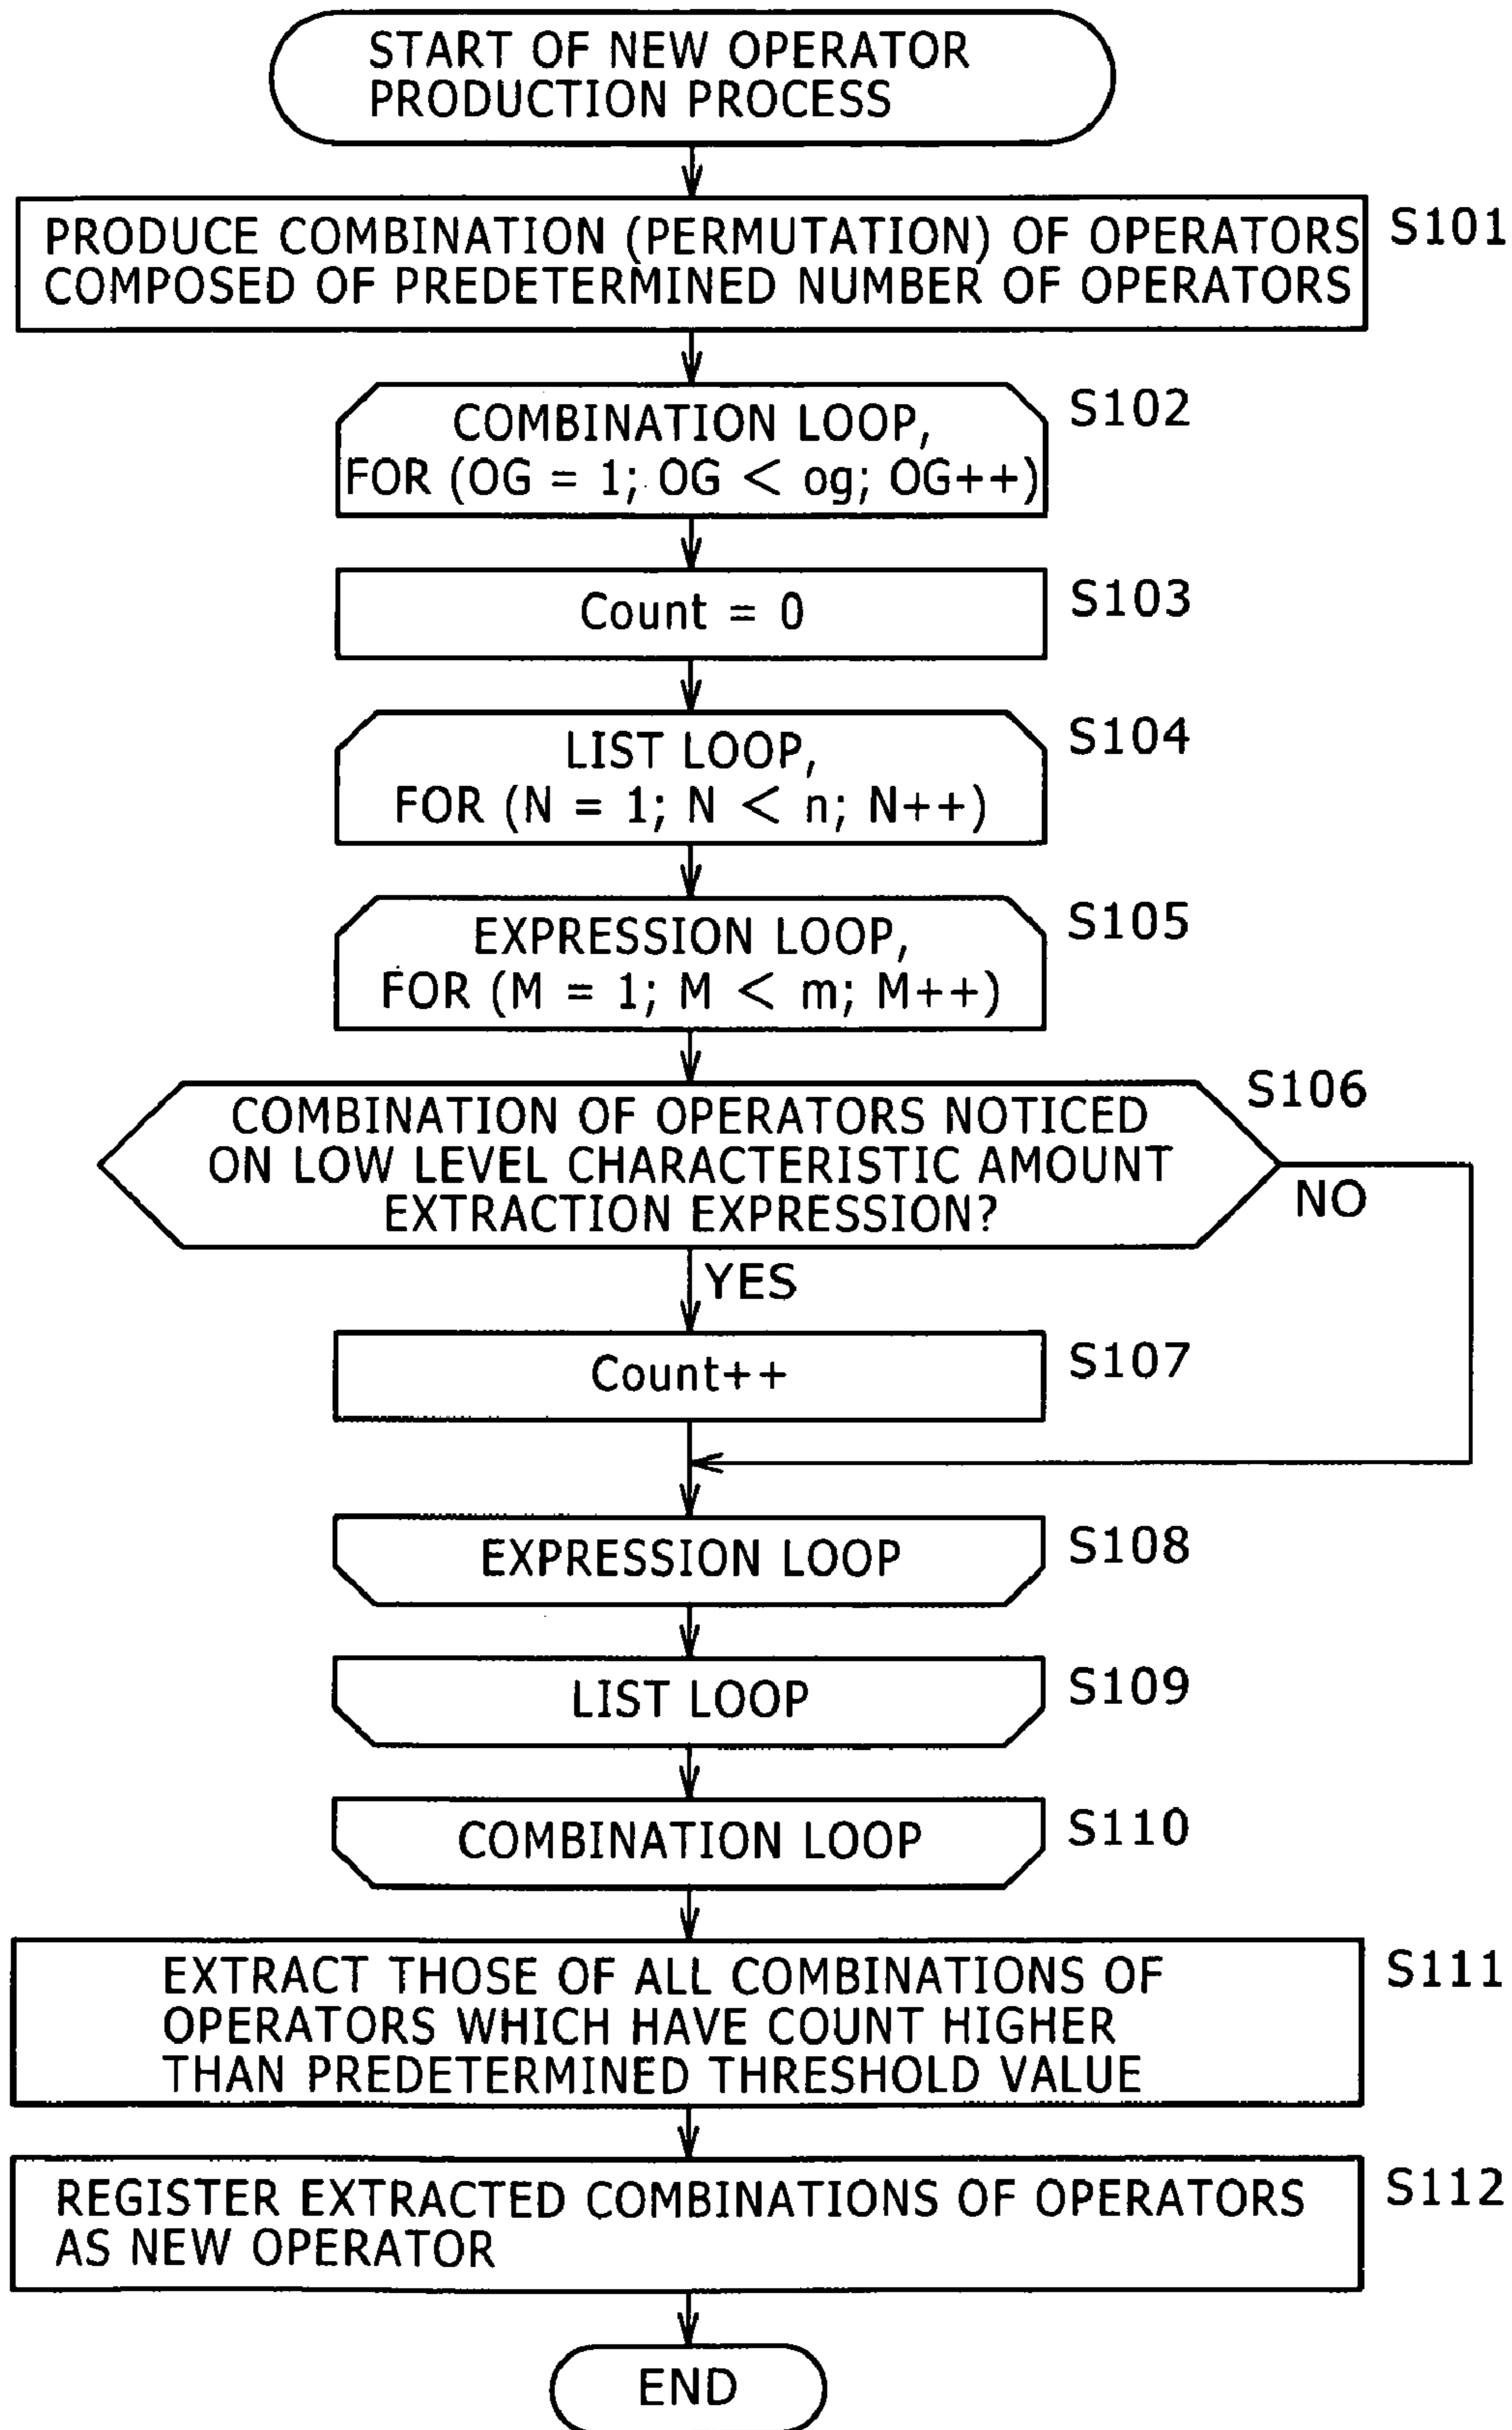 START OF NEW OPERATOR
PRODUCTION PROCESS
PRODUCE COMBINATION (PERMUTATION) OF OPERATORS
COMPOSED OF PREDETERMINED NUMBER OF OPERATORS
S101
COMBINATION LOOP,
FOR (OG = 1; OG < og; OG++)
S102
Count = 0
S103
LIST LOOP,
FOR (N = 1; N < n; N++)
S104
EXPRESSION LOOP,
FOR (M = 1; M < m; M++)
S105
COMBINATION OF OPERATORS NOTICED
ON LOW LEVEL CHARACTERISTIC AMOUNT
EXTRACTION EXPRESSION?
S106
NO
YES
Count++
S107
EXPRESSION LOOP
S108
LIST LOOP
S109
COMBINATION LOOP
S110
EXTRACT THOSE OF ALL COMBINATIONS OF
OPERATORS WHICH HAVE COUNT HIGHER
THAN PREDETERMINED THRESHOLD VALUE
S111
REGISTER EXTRACTED COMBINATIONS OF OPERATORS
AS NEW OPERATOR
S112
END